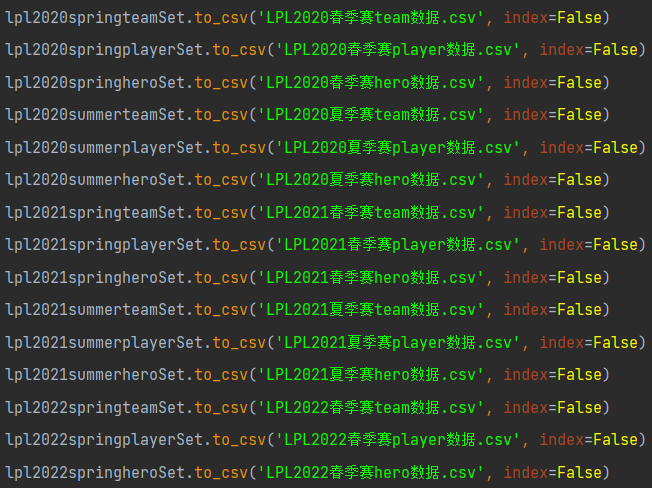 lpl2020springteamSet.to_csv('LPL2020春季赛team数据.csv', index=False)
lpl2020springplayerSet.to_csv('LPL2020春季赛player数据.csv', index=False)
lpl2020springheroSet.to_csv('LPL2020春季赛hero数据.csv', index=False)
lpl2020summerteamSet.to_csv('LPL2020夏季赛team数据.csv', index=False)
lpl2020summerplayerSet.to_csv('LPL2020夏季赛player数据.csv', index=False)
lpl2020summerheroSet.to_csv('LPL2020夏季赛hero数据.csv', index=False)
lpl2021springteamSet.to_csv('LPL2021春季赛team数据.csv', index=False)
lpl2021springplayerSet.to_csv('LPL2021春季赛player数据.csv', index=False)
lpl2021springheroSet.to_csv('LPL2021春季赛hero数据.csv', index=False)
lpl2021summerteamSet.to_csv('LPL2021夏季赛team数据.csv', index=False)
lpl2021summerplayerSet.to_csv('LPL2021夏季赛player数据.csv', index=False)
lpl2021summerheroSet.to_csv('LPL2021夏季赛hero数据.csv', index=False)
lpl2022springteamSet.to_csv('LPL2022春季赛team数据.csv', index=False)
lpl2022springplayerSet.to_csv('LPL2022春季赛player数据.csv', index=False)
lpl2022springheroSet.to_csv('LPL2022春季赛hero数据.csv', index=False)